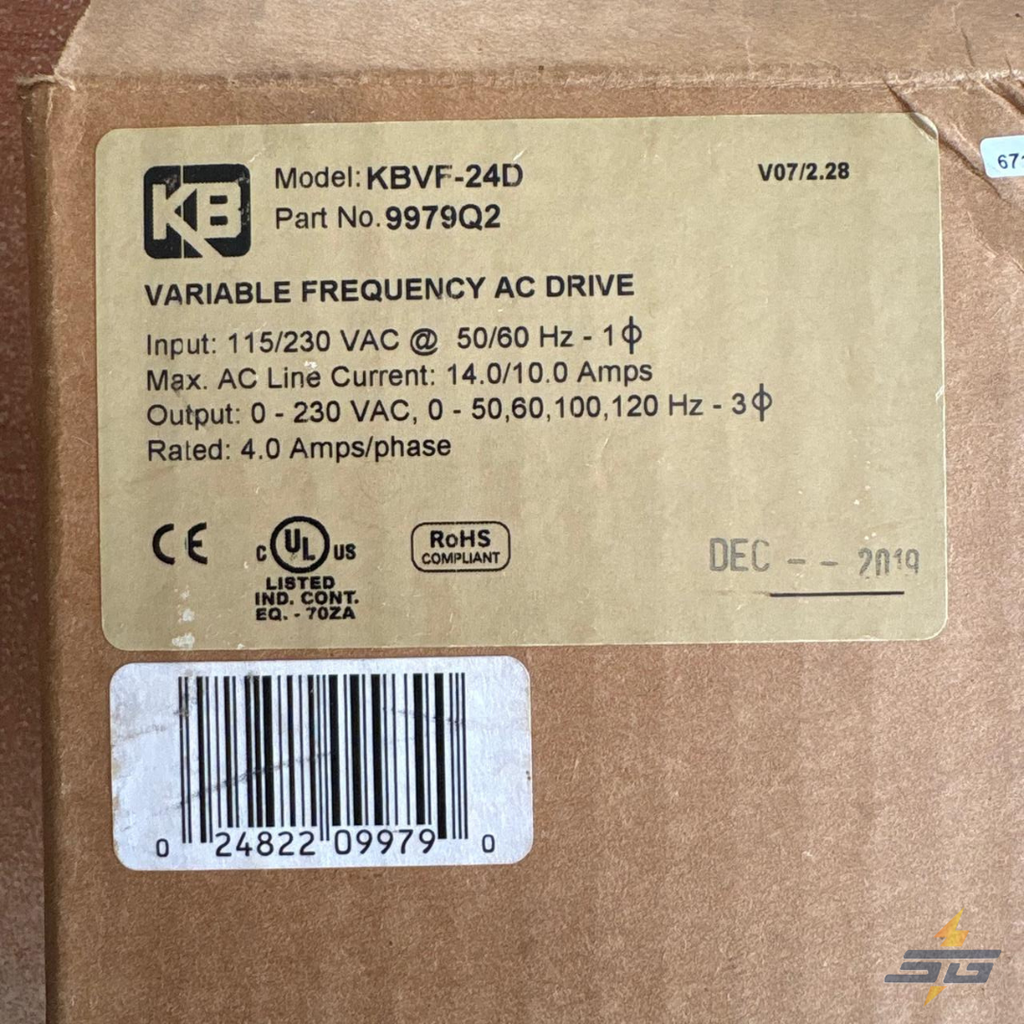 KB
Model: KBVF-24D
Part No. 9979Q2
V07/2.28
VARIABLE FREQUENCY AC DRIVE
Input: 115/230 VAC @ 50/60 Hz - 1ϕ
Max. AC Line Current: 14.0/10.0 Amps
Output: 0 - 230 VAC, 0 - 50,60,100,120 Hz - 3ϕ
Rated: 4.0 Amps/phase
CE
C UL US
LISTED
IND. CONT.
EQ. - 70ZA
RoHS
COMPLIANT
DEC -- 2019
671
0 24822 09979 0
SG